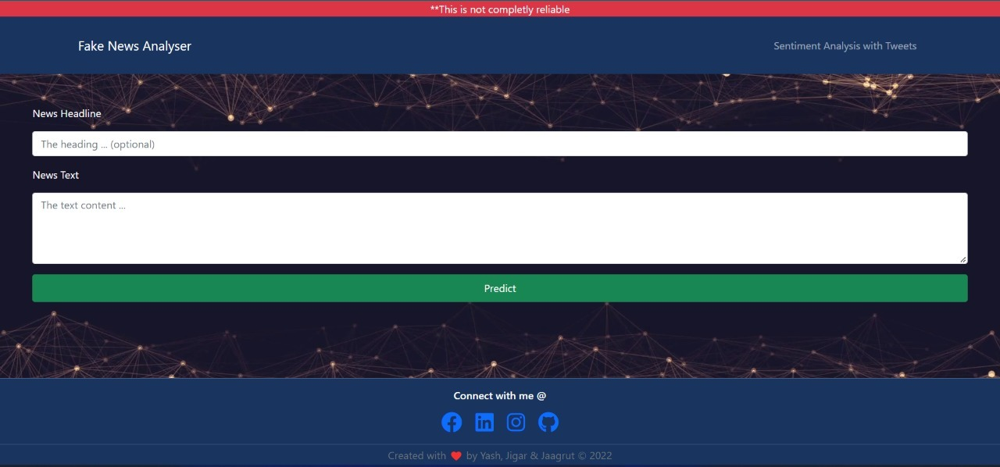 **This is not completly reliable
Fake News Analyser
Sentiment Analysis with Tweets
News Headline
The heading ... (optional)
News Text
The text content ...
Predict
Connect with me @
Created with ❤ by Yash, Jigar & Jaagrut © 2022